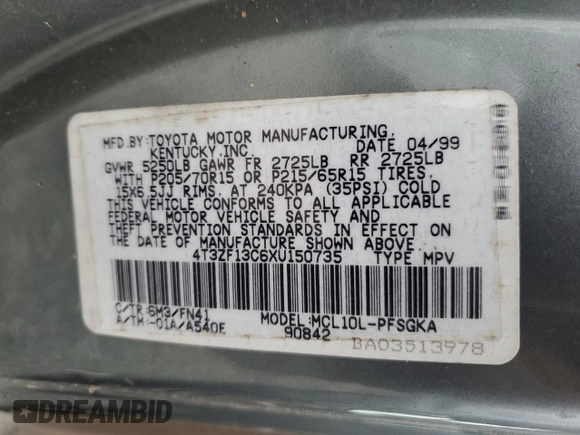 MFD.BY:TOYOTA MOTOR MANUFACTURING,
KENTUCKY,INC. DATE 04/99
GVWR 5250LB GAWR FR 2725LB RR 2725LB
WITH P205/70R15 OR P215/65R15 TIRES,
15X6.5JJ RIMS, AT 240KPA (35PSI) COLD
THIS VEHICLE CONFORMS TO ALL APPLICABLE
FEDERAL MOTOR VEHICLE SAFETY AND
THEFT PREVENTION STANDARDS IN EFFECT ON
THE DATE OF MANUFACTURE SHOWN ABOVE.
4T3ZF13C6XU150735 TYPE:MPV
C/TR:6M3/FN41 MODEL:MCL10L-PFSGKA
A/TM:-01A/A540E 90842
BA03513978
DREAMBID